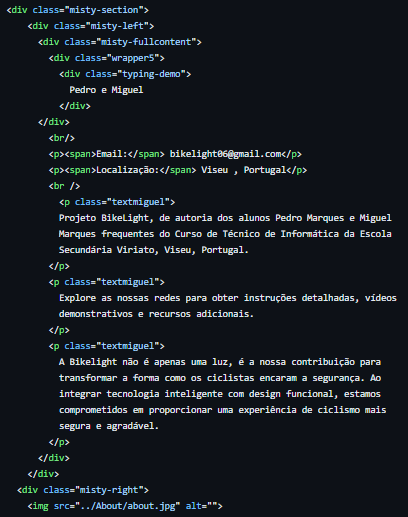 <div class="misty-section">
<div class="misty-left">
<div class="misty-fullcontent">
<div class="wrapper5">
<div class="typing-demo">
Pedro e Miguel
</div>
</div>
<br/>
<p><span>Email:</span> bikelight06@gmail.com</p>
<p><span>Localização:</span> Viseu , Portugal</p>
<br />
<p class="textmiguel">
Projeto BikeLight, de autoria dos alunos Pedro Marques e Miguel
Marques frequentes do Curso de Técnico de Informática da Escola
Secundária Viriato, Viseu, Portugal.
</p>
<p class="textmiguel">
Explore as nossas redes para obter instruções detalhadas, vídeos
demonstrativos e recursos adicionais.
</p>
<p class="textmiguel">
A Bikelight não é apenas uma luz, é a nossa contribuição para
transformar a forma como os ciclistas encaram a segurança. Ao
integrar tecnologia inteligente com design funcional, estamos
comprometidos em proporcionar uma experiência de ciclismo mais
segura e agradável.
</p>
</div>
</div>
<div class="misty-right">
<img src="../About/about.jpg" alt="">